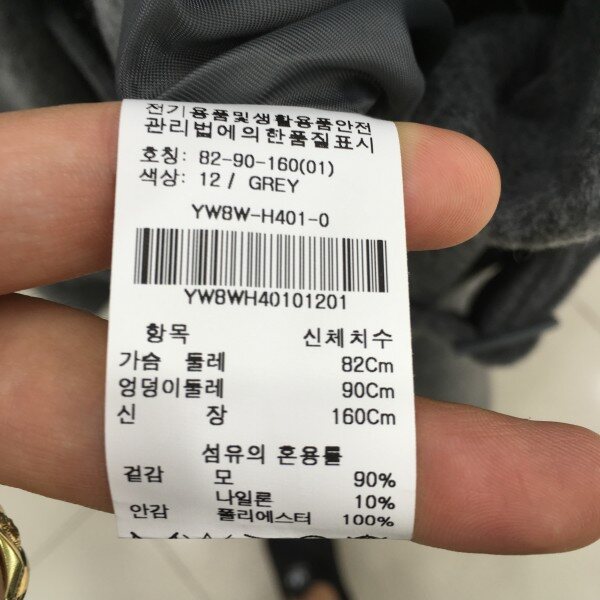 전기용품및생활용품안전
관리법에의한품질표시
호칭: 82-90-160(01)
색상: 12 / GREY
YW8W-H401-0
YW8WH40101201
항목 신체치수
가슴 둘레 82Cm
엉덩이둘레 90Cm
신 장 160Cm
섬유의 혼용률
겉감 모 90%
나일론 10%
안감 폴리에스터 100%